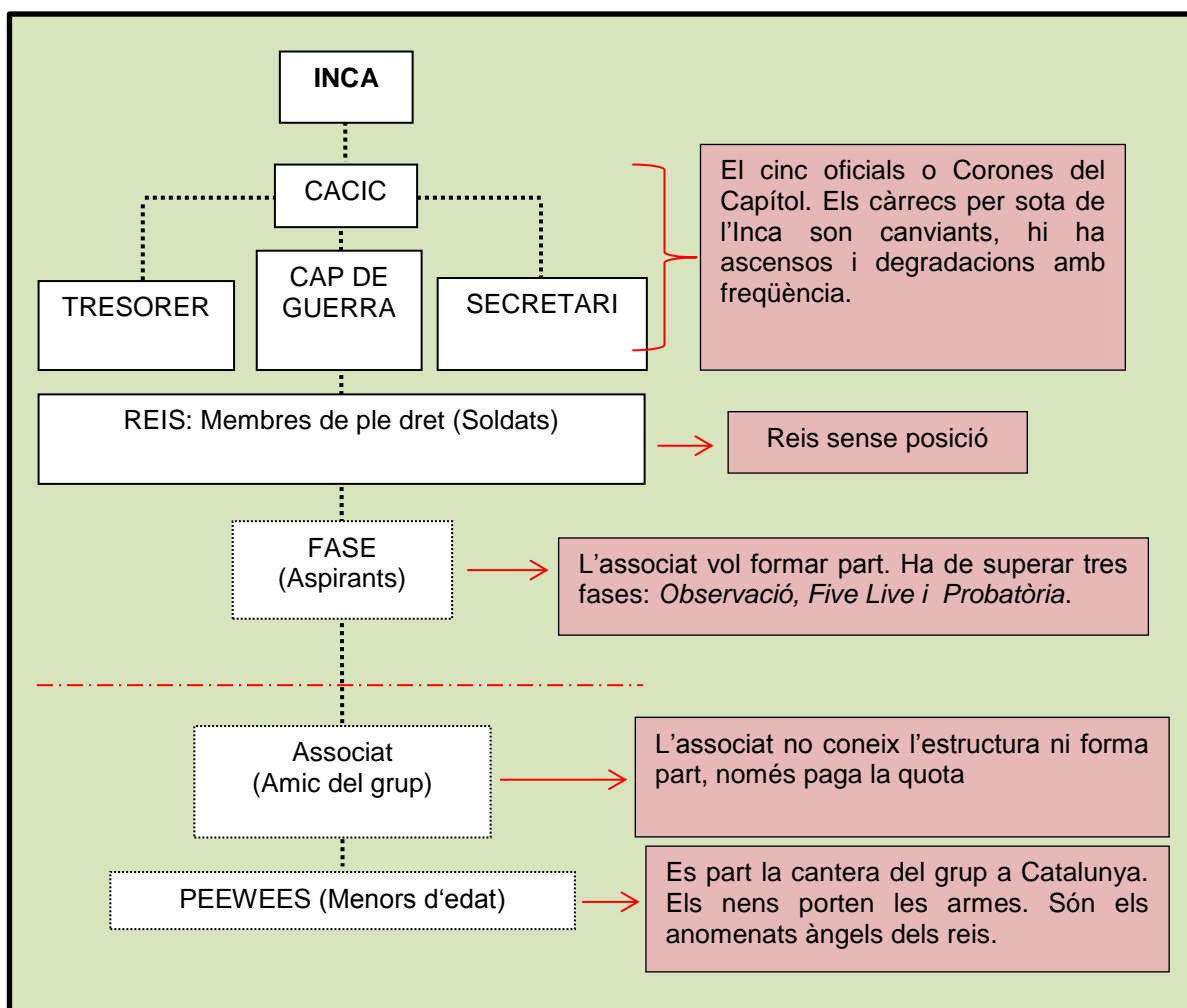 INCA
CACIC
El cinc oficials o Corones del
Capítol. Els càrrecs per sota de
l’Inca son canviants, hi ha
ascensos i degradacions amb
freqüència.
TRESORER
CAP DE
GUERRA
SECRETARI
REIS: Membres de ple dret (Soldats)
Reis sense posició
FASE
(Aspirants)
L’associat vol formar part. Ha de superar tres
fases: Observació, Five Live i Probatòria.
Associat
(Amic del grup)
L’associat no coneix l’estructura ni forma
part, només paga la quota
PEEWEES (Menors d‘edat)
Es part la cantera del grup a Catalunya.
Els nens porten les armes. Són els
anomenats àngels dels reis.